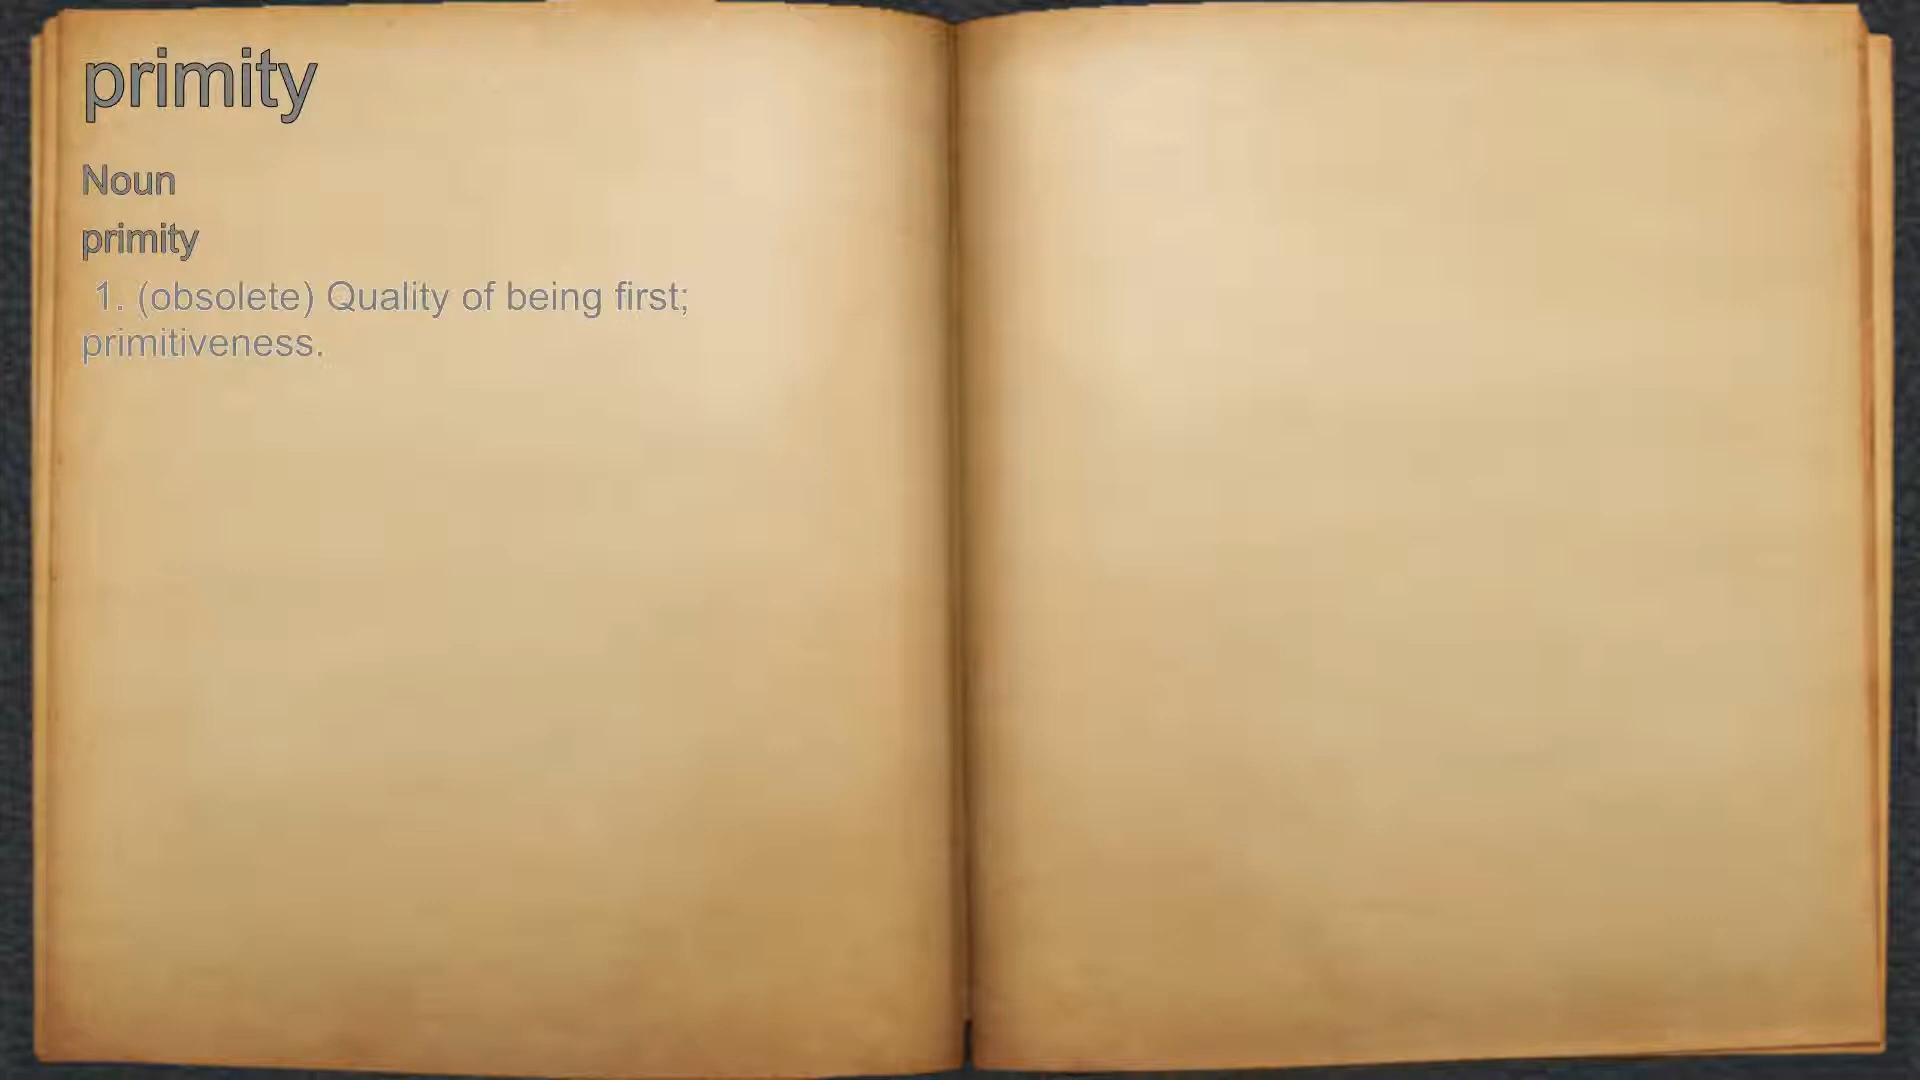 primity
Noun
primity
1. (obsolete) Quality of being first;
primitiveness.